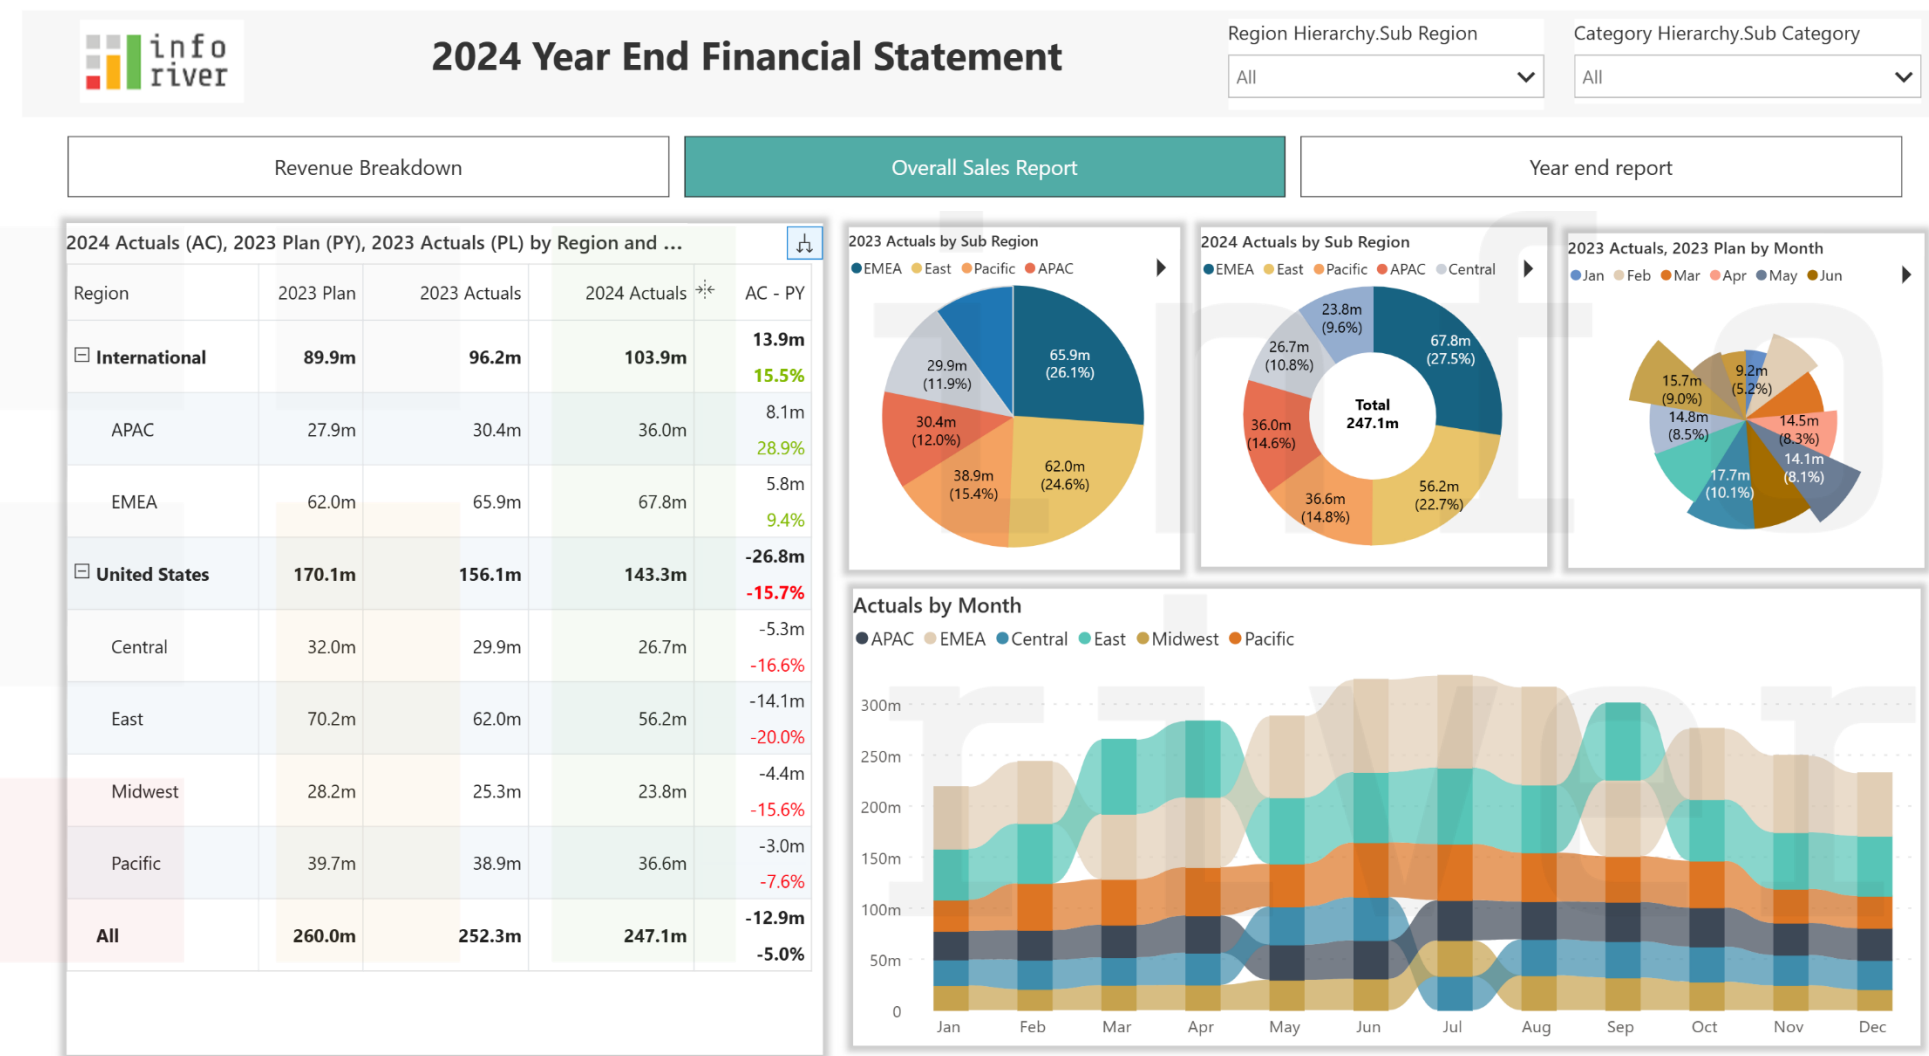 info
river
2024 Year End Financial Statement
Region Hierarchy.Sub Region
All
Category Hierarchy.Sub Category
All
Revenue Breakdown
Overall Sales Report
Year end report
2024 Actuals (AC), 2023 Plan (PY), 2023 Actuals (PL) by Region and ...
Region 2023 Plan 2023 Actuals 2024 Actuals AC - PY
International 89.9m 96.2m 103.9m 13.9m
15.5%
APAC 27.9m 30.4m 36.0m 8.1m
28.9%
EMEA 62.0m 65.9m 67.8m 5.8m
9.4%
United States 170.1m 156.1m 143.3m -26.8m
-15.7%
Central 32.0m 29.9m 26.7m -5.3m
-16.6%
East 70.2m 62.0m 56.2m -14.1m
-20.0%
Midwest 28.2m 25.3m 23.8m -4.4m
-15.6%
Pacific 39.7m 38.9m 36.6m -3.0m
-7.6%
All 260.0m 252.3m 247.1m -12.9m
-5.0%
2023 Actuals by Sub Region
EMEA East Pacific APAC
65.9m
(26.1%)
62.0m
(24.6%)
38.9m
(15.4%)
30.4m
(12.0%)
29.9m
(11.9%)
2024 Actuals by Sub Region
EMEA East Pacific APAC Central
67.8m
(27.5%)
56.2m
(22.7%)
36.6m
(14.8%)
36.0m
(14.6%)
26.7m
(10.8%)
23.8m
(9.6%)
Total
247.1m
2023 Actuals, 2023 Plan by Month
Jan Feb Mar Apr May Jun
9.2m
(5.2%)
14.5m
(8.3%)
14.1m
(8.1%)
17.7m
(10.1%)
14.8m
(8.5%)
15.7m
(9.0%)
Actuals by Month
APAC EMEA Central East Midwest Pacific
300m
250m
200m
150m
100m
50m
0
Jan Feb Mar Apr May Jun Jul Aug Sep Oct Nov Dec
info
river